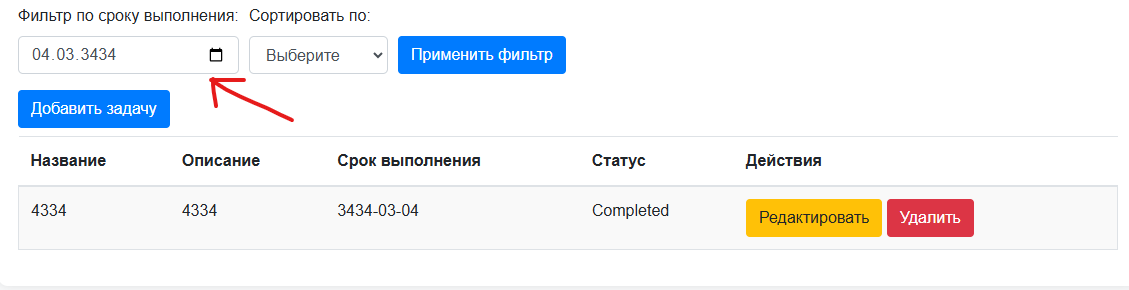 Фильтр по сроку выполнения: Сортировать по:
04.03.3434 Выберите Применить фильтр
Добавить задачу
Название Описание Срок выполнения Статус Действия
4334 4334 3434-03-04 Completed Редактировать Удалить